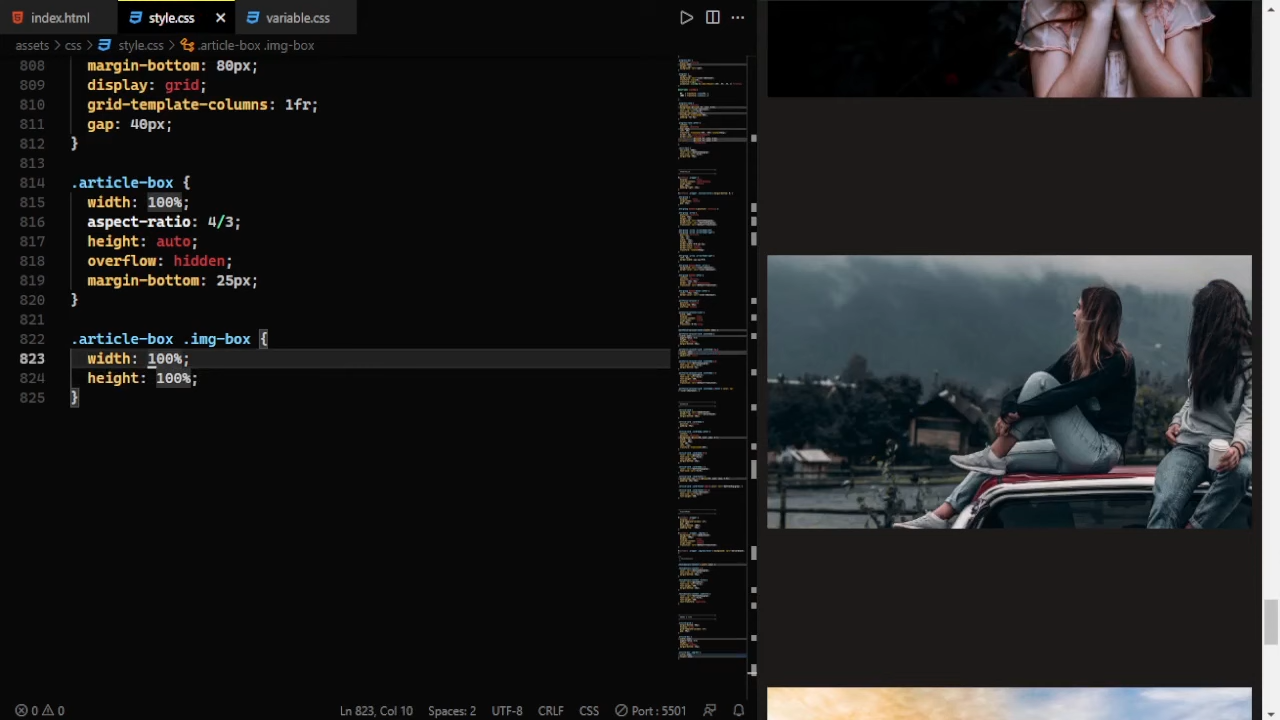 index.html
style.css
variable.css
assets > css > style.css > .article-box .img-box
808 margin-bottom: 80px;
809 display: grid;
810 grid-template-columns: 1fr;
811 gap: 40px;
812 }
813
814 .article-box {
815 width: 100%;
816 aspect-ratio: 4/3;
817 height: auto;
818 overflow: hidden;
819 margin-bottom: 25px;
820 }
821
822 .article-box .img-box {
823 width: 100%;
824 height: 100%;
825 }
0 0 Ln 823, Col 10 Spaces: 2 UTF-8 CRLF CSS Port : 5501